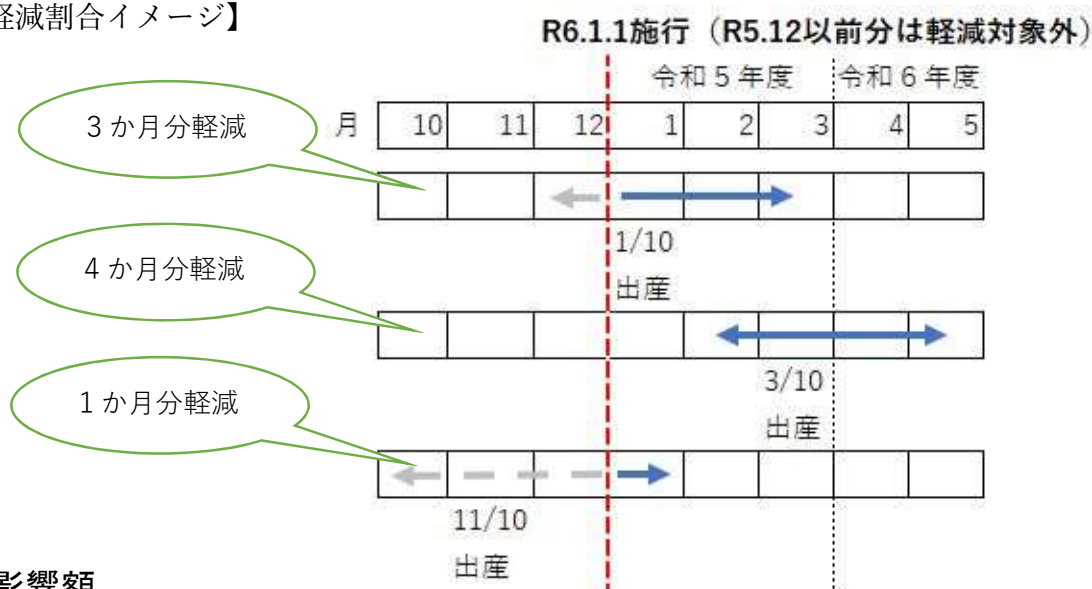 軽減割合イメージ】
R6.1.1施行（R5.12以前分は軽減対象外）
令和５年度 令和６年度
３か月分軽減
月 10 11 12 1 2 3 4 5
1/10
出産
４か月分軽減
3/10
出産
１か月分軽減
11/10
出産
影響額